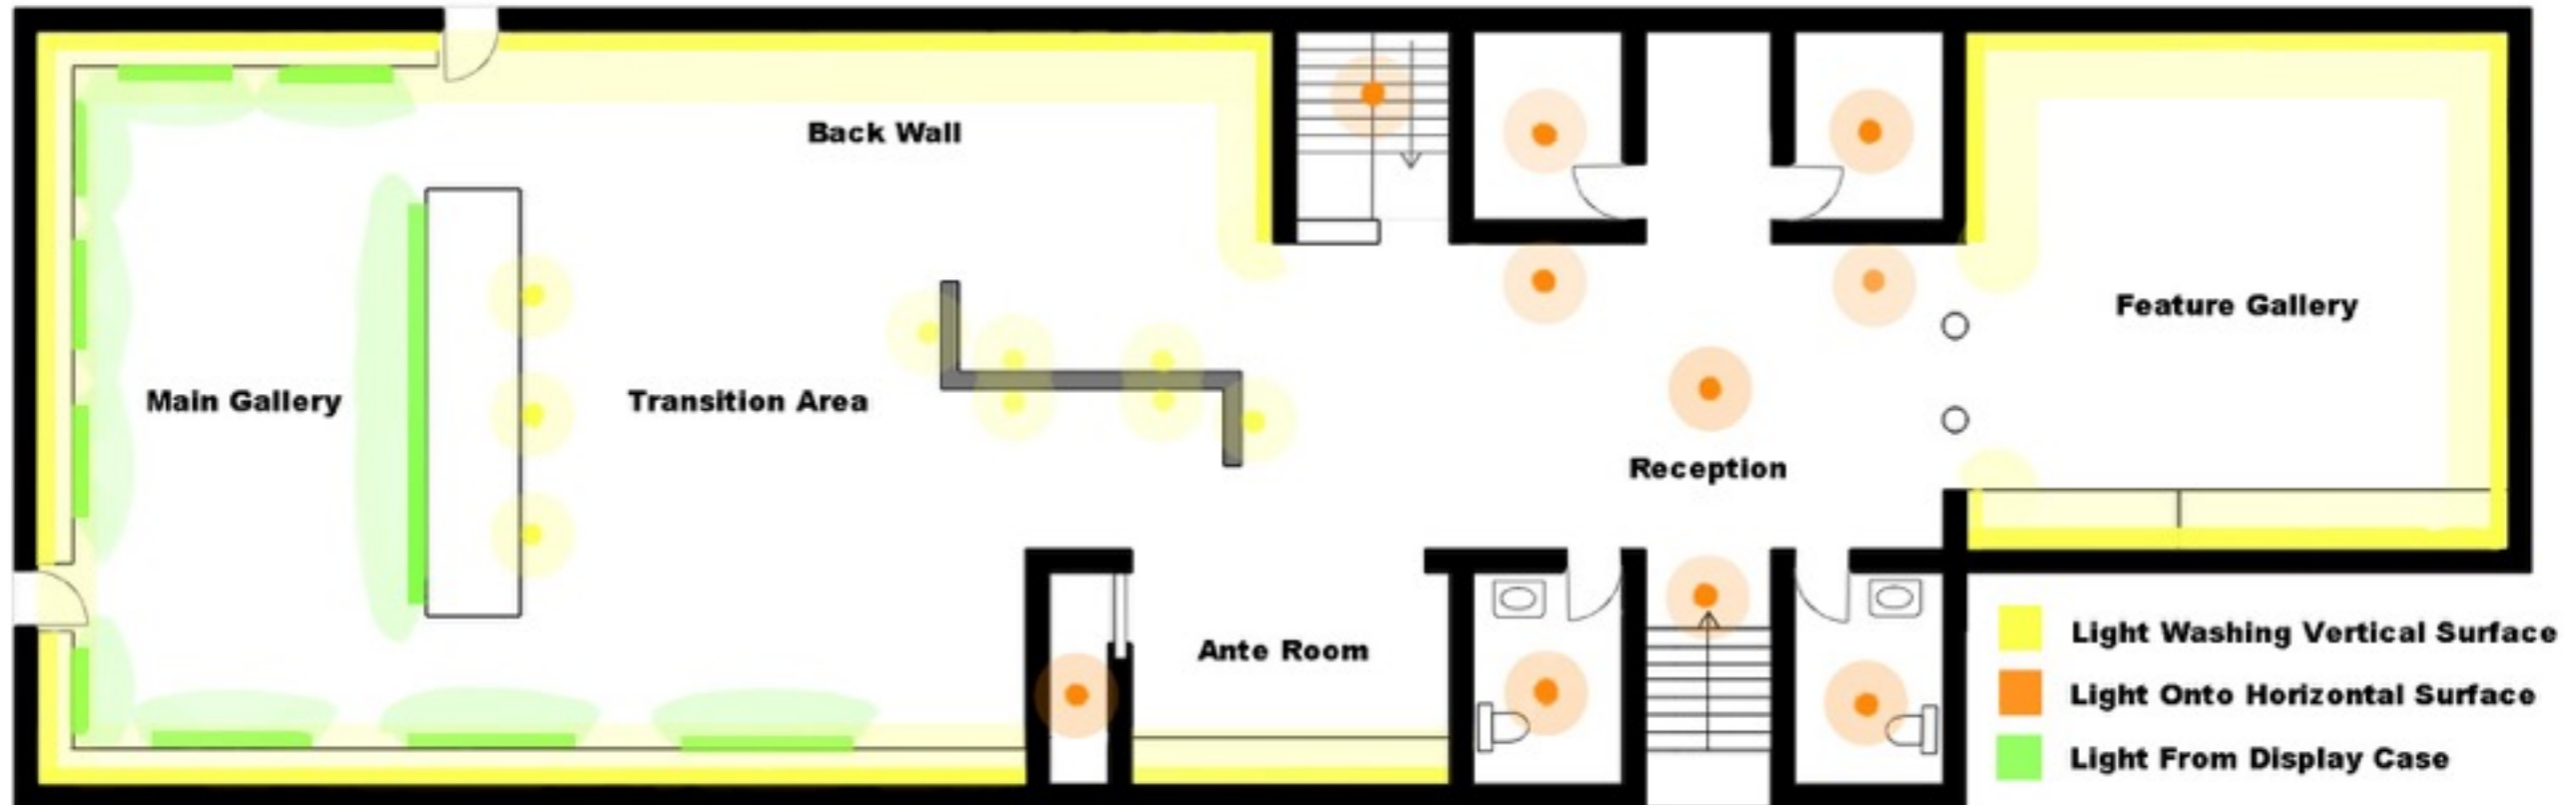 Back Wall
Feature Gallery
Main Gallery
Transition Area
Reception
Ante Room
Light Washing Vertical Surface
Light Onto Horizontal Surface
Light From Display Case